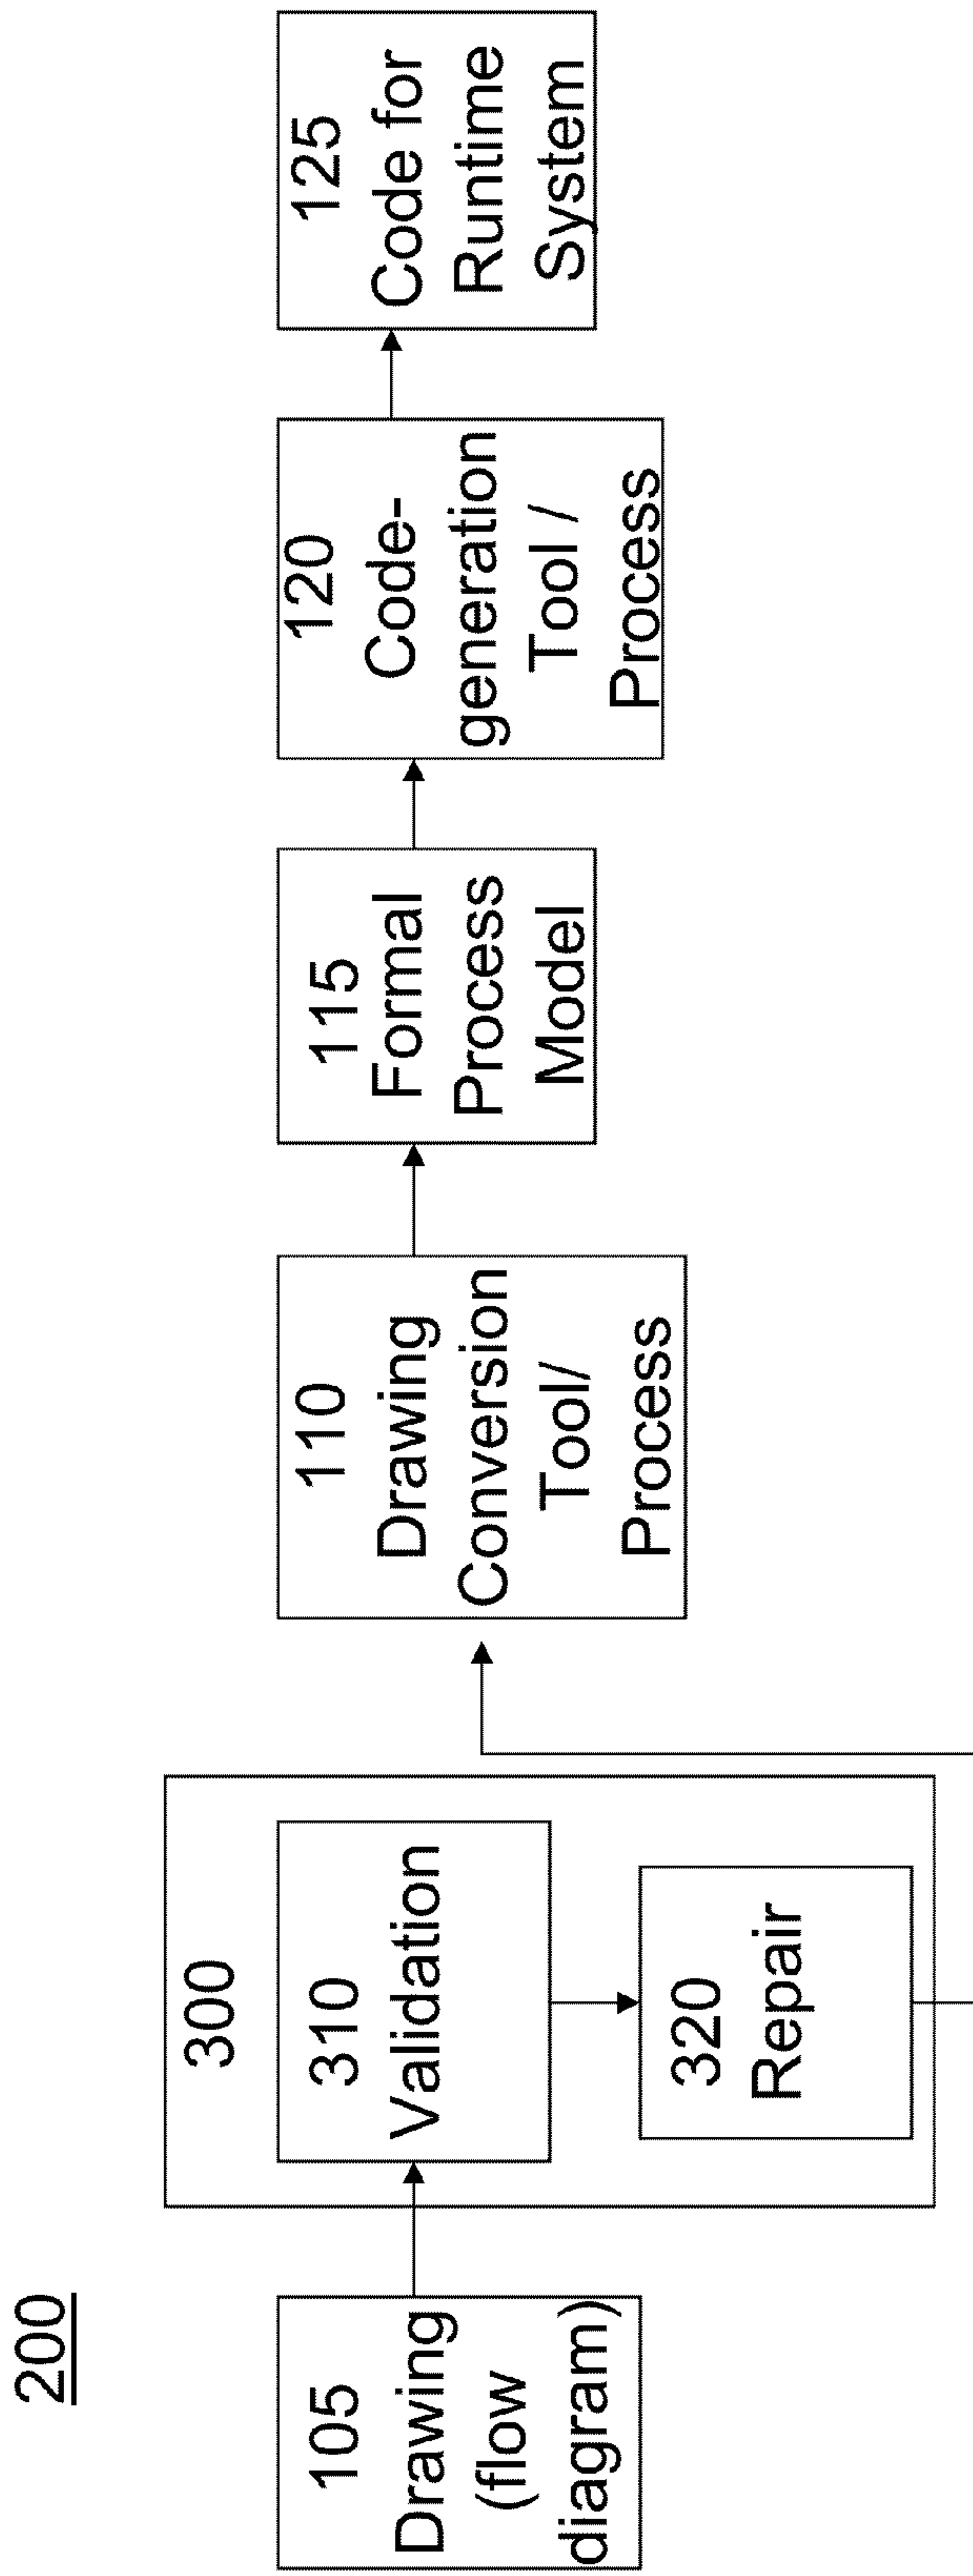 200
105
Drawing
(flow
diagram)
300
310
Validation
320
Repair
110
Drawing
Conversion
Tool/
Process
115
Formal
Process
Model
120
Code-
generation
Tool /
Process
125
Code for
Runtime
System